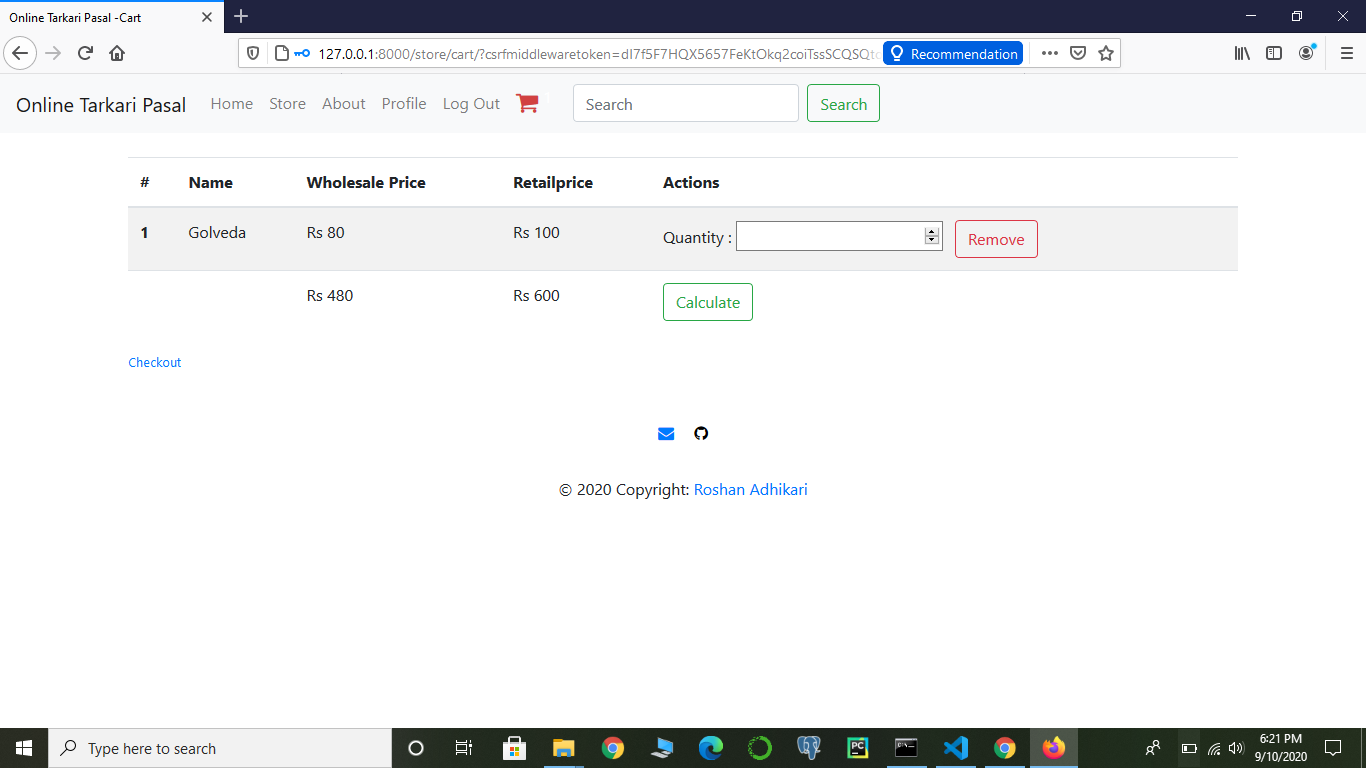 Online Tarkari Pasal -Cart
127.0.0.1:8000/store/cart/?csrfmiddlewaretoken=dI7f5F7HQX5657FeKtOkq2coiTssSCQSQt Recommendation
Online Tarkari Pasal Home Store About Profile Log Out Search Search
# Name Wholesale Price Retailprice Actions
1 Golveda Rs 80 Rs 100 Quantity : Remove
Rs 480 Rs 600 Calculate
Checkout
© 2020 Copyright: Roshan Adhikari
Type here to search
6:21 PM
9/10/2020